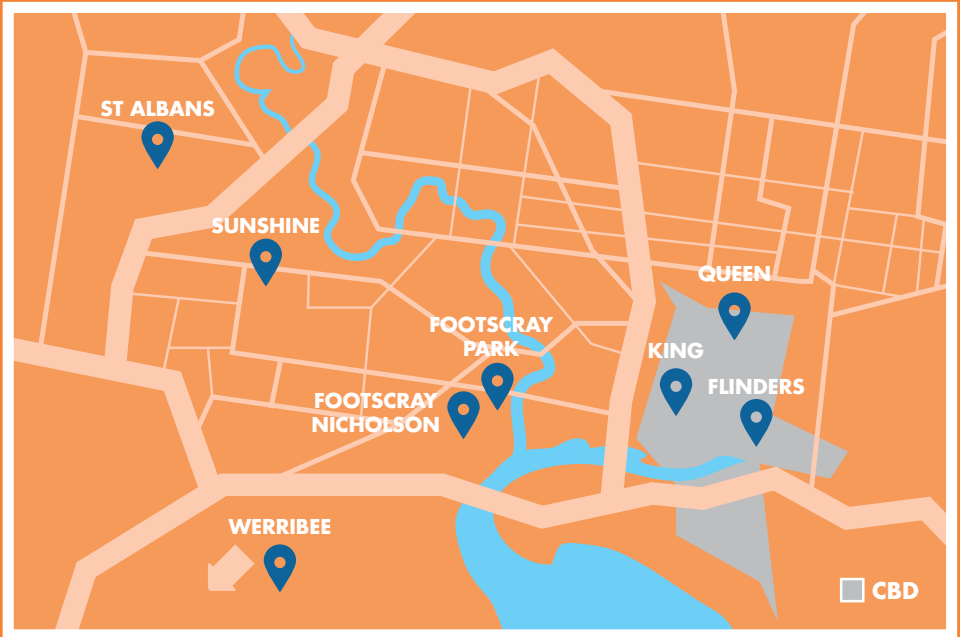 ST ALBANS
SUNSHINE
QUEEN
FOOTSCRAY
PARK
KING
FLINDERS
FOOTSCRAY
NICHOLSON
WERRIBEE
CBD